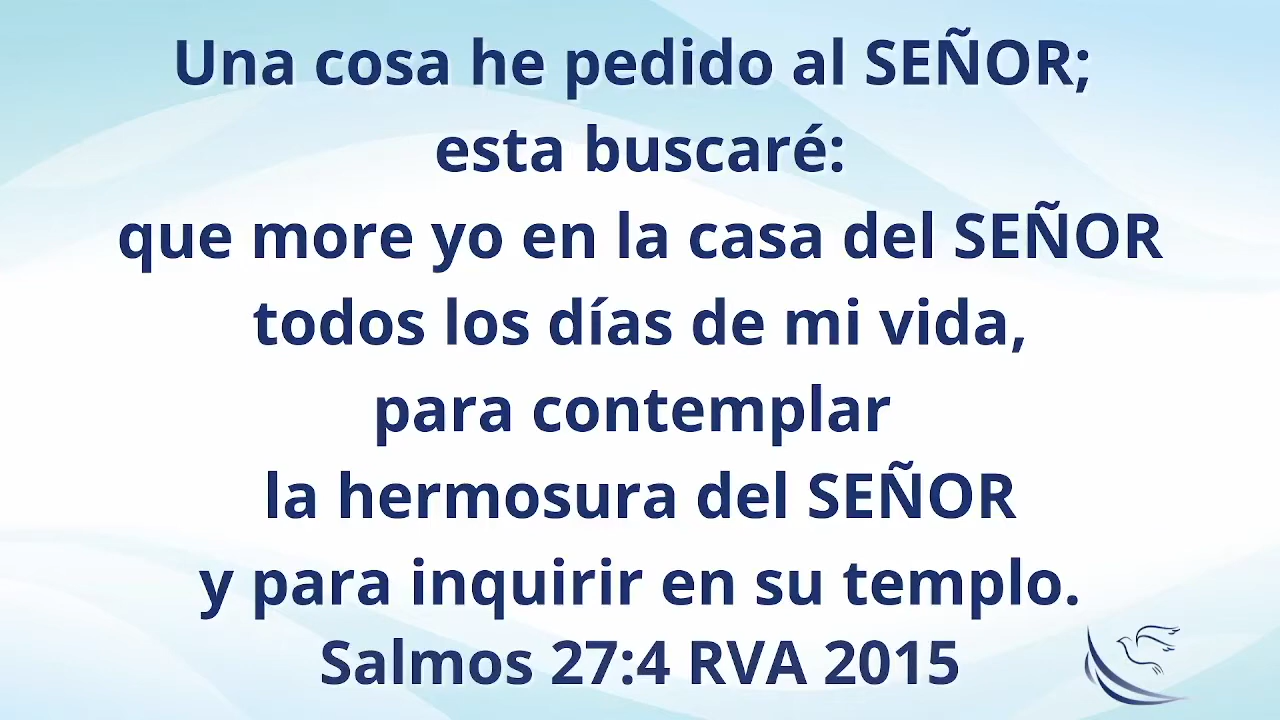 Una cosa he pedido al SEÑOR;
esta buscaré:
que more yo en la casa del SEÑOR
todos los días de mi vida,
para contemplar
la hermosura del SEÑOR
y para inquirir en su templo.
Salmos 27:4 RVA 2015